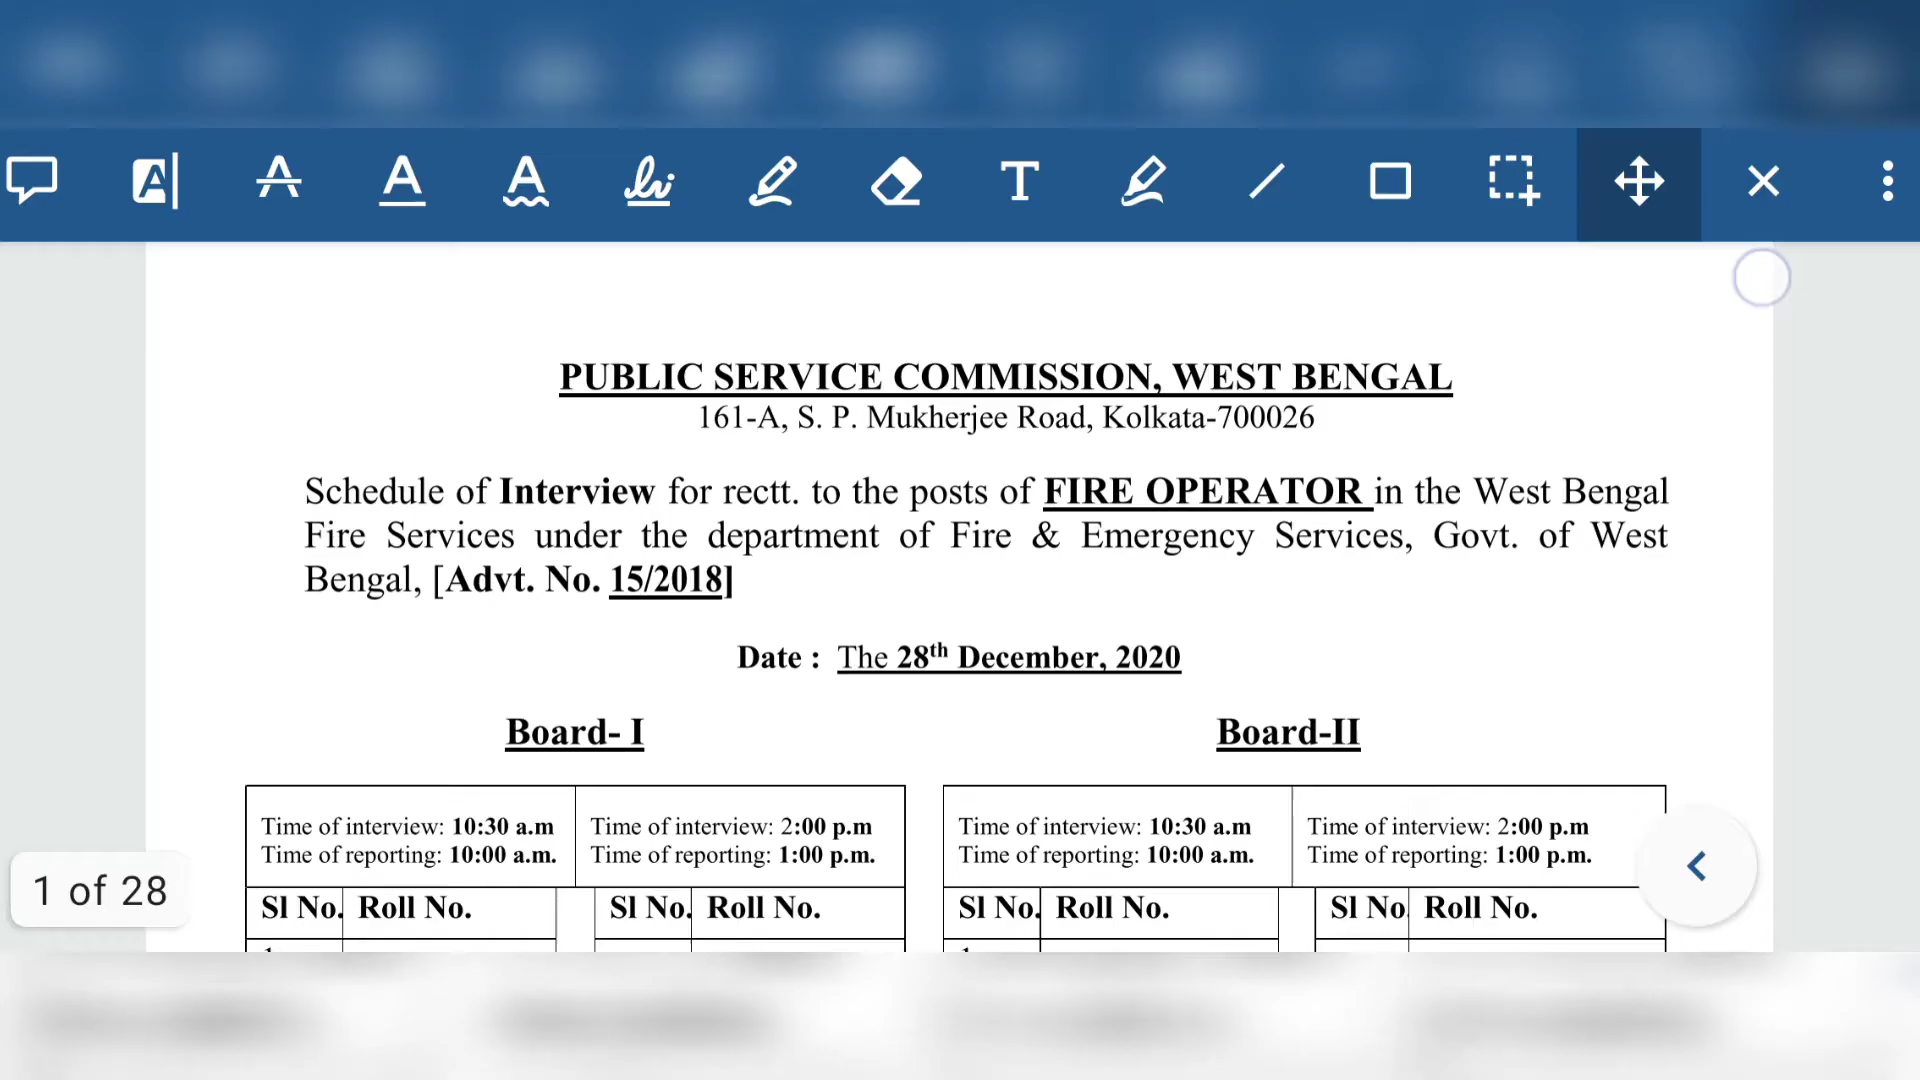 PUBLIC SERVICE COMMISSION, WEST BENGAL
161-A, S. P. Mukherjee Road, Kolkata-700026
Schedule of Interview for rectt. to the posts of FIRE OPERATOR in the West Bengal
Fire Services under the department of Fire & Emergency Services, Govt. of West
Bengal, [Advt. No. 15/2018]
Date : The 28th December, 2020
Board- I
Board-II
Time of interview: 10:30 a.m
Time of reporting: 10:00 a.m.
Time of interview: 2:00 p.m
Time of reporting: 1:00 p.m.
Time of interview: 10:30 a.m
Time of reporting: 10:00 a.m.
Time of interview: 2:00 p.m
Time of reporting: 1:00 p.m.
1 of 28
Sl No. Roll No. Sl No. Roll No. Sl No. Roll No. Sl No. Roll No.